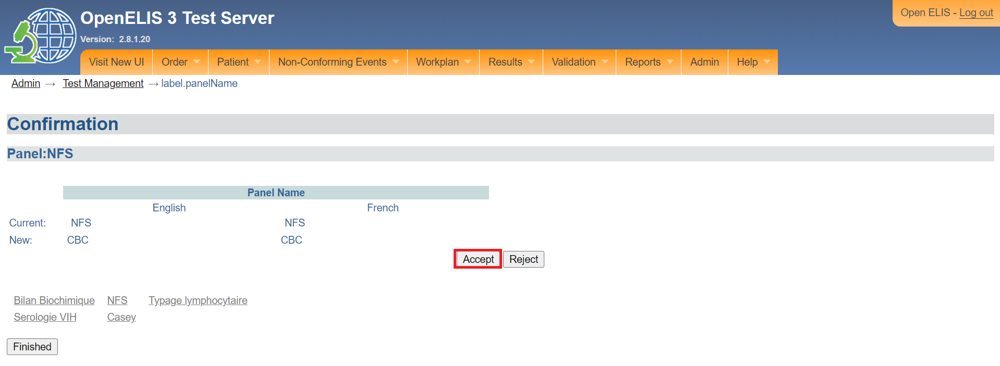 OpenELIS 3 Test Server
Open ELIS - Log out
Version: 2.8.1.20
Visit New UI Order Patient Non-Conforming Events Workplan Results Validation Reports Admin Help
Admin → Test Management → label.panelName
Confirmation
Panel:NFS
Panel Name
English French
Current: NFS NFS
New: CBC CBC
Accept Reject
Bilan Biochimique NFS Typage lymphocytaire
Serologie VIH Casey
Finished